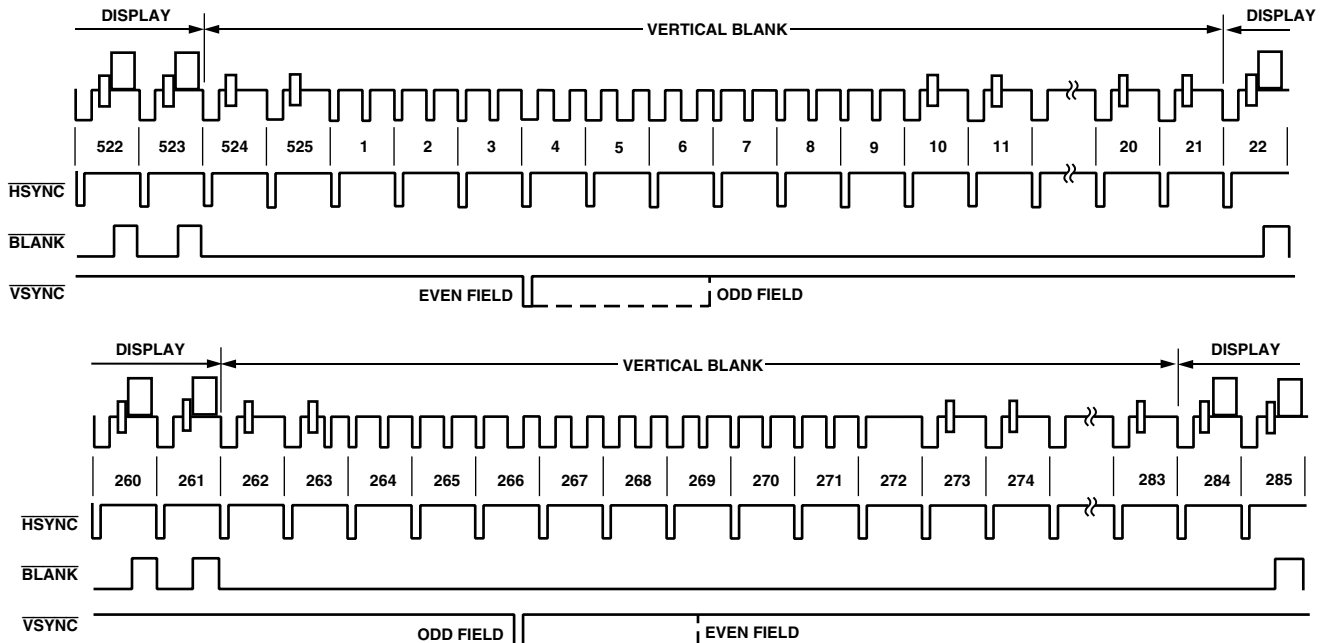 DISPLAY VERTICAL BLANK DISPLAY
522 523 524 525 1 2 3 4 5 6 7 8 9 10 11 20 21 22
HSYNC
BLANK
VSYNC EVEN FIELD ODD FIELD
DISPLAY VERTICAL BLANK DISPLAY
260 261 262 263 264 265 266 267 268 269 270 271 272 273 274 283 284 285
HSYNC
BLANK
VSYNC ODD FIELD EVEN FIELD